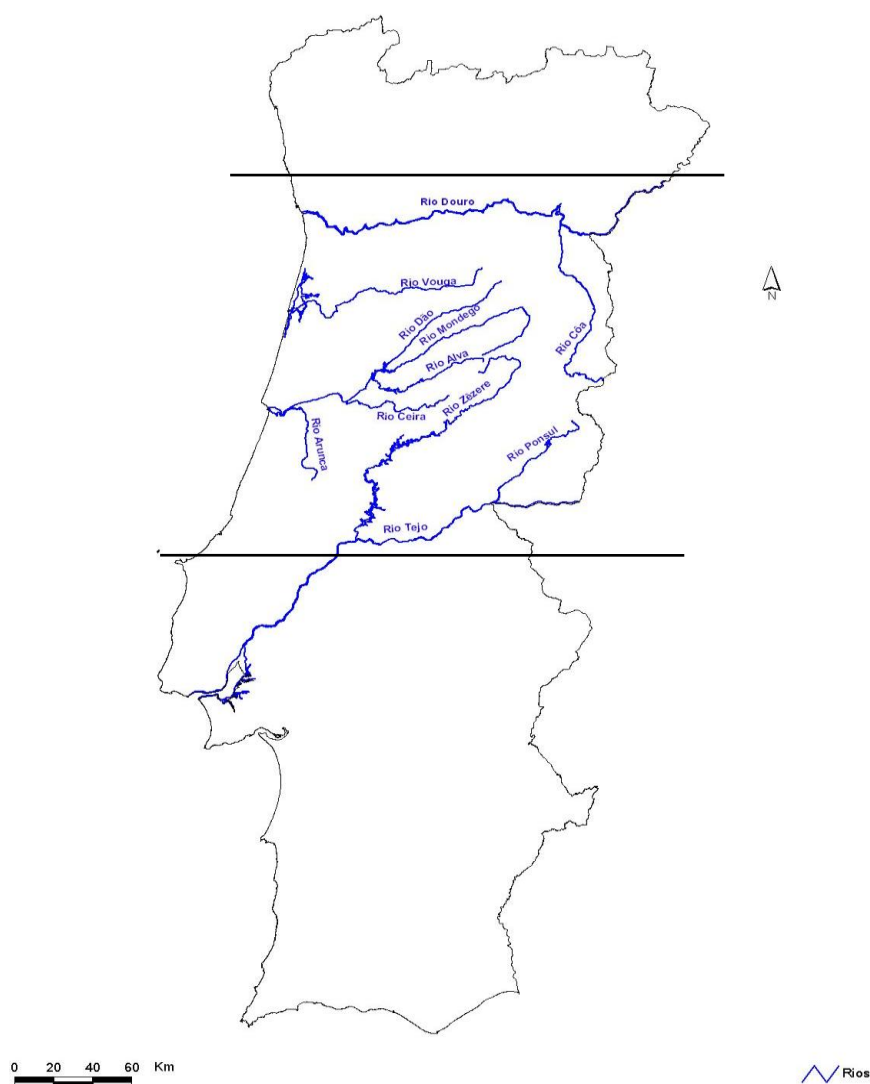 Rio Douro
Rio Vouga
N
Rio Dão
Rio Mondego
Rio Côa
Rio Alva
Rio Zêzere
Rio Ceira
Rio Arunca
Rio Ponsul
Rio Tejo
0 20 40 60 Km
Rios